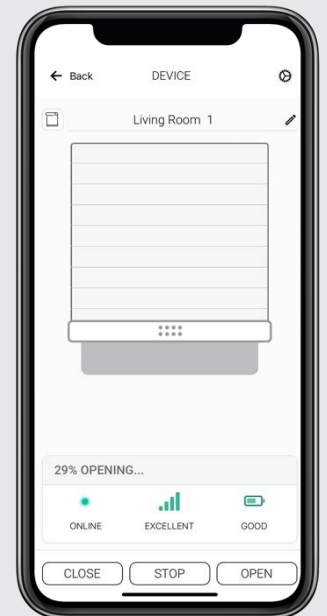 Back DEVICE
Living Room 1
29% OPENING...
ONLINE EXCELLENT GOOD
CLOSE STOP OPEN